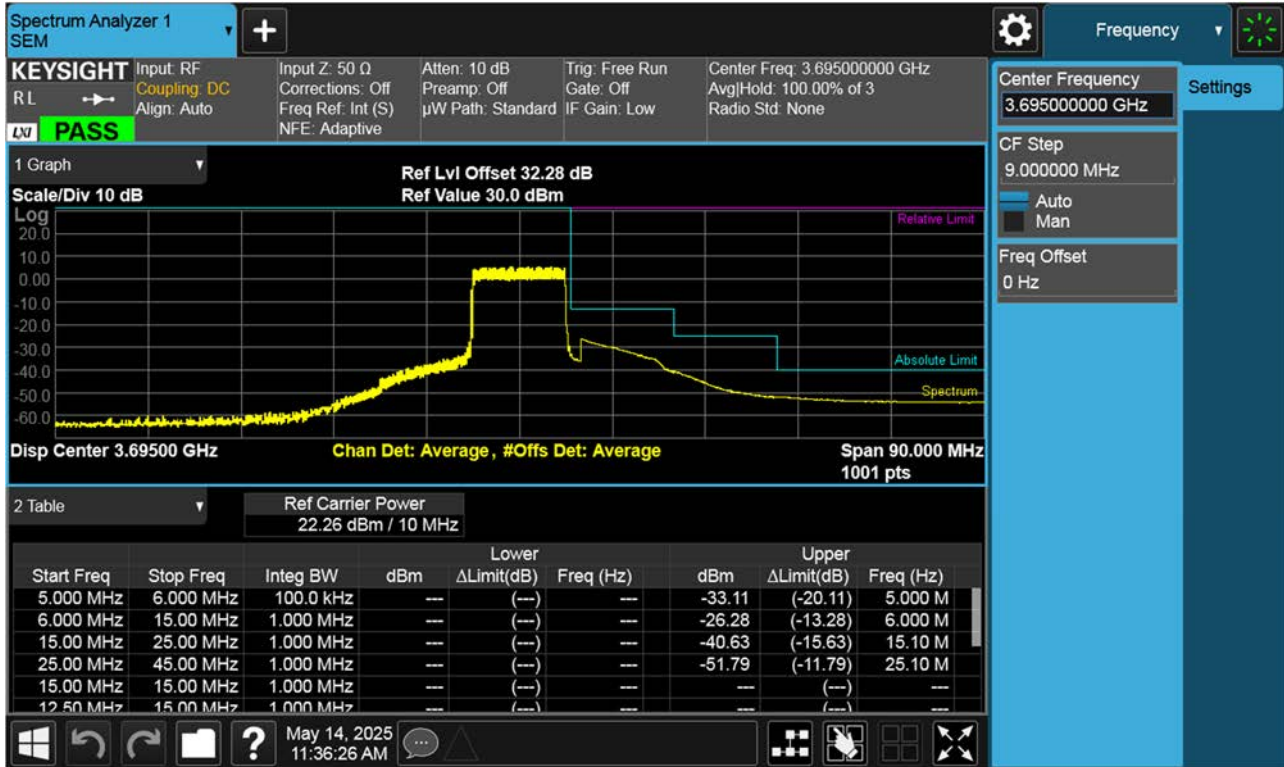 Spectrum Analyzer 1
SEM
Frequency
KEYSIGHT
RL
LXI
PASS
Input: RF
Coupling: DC
Align: Auto
Input Z: 50 Ω
Corrections: Off
Freq Ref: Int (S)
NFE: Adaptive
Atten: 10 dB
Preamp: Off
µW Path: Standard
Trig: Free Run
Gate: Off
IF Gain: Low
Center Freq: 3.695000000 GHz
Avg|Hold: 100.00% of 3
Radio Std: None
Center Frequency
3.695000000 GHz
Settings
CF Step
9.000000 MHz
Auto
Man
Freq Offset
0 Hz
1 Graph
Scale/Div 10 dB
Ref Lvl Offset 32.28 dB
Ref Value 30.0 dBm
Log
20.0
10.0
0.00
-10.0
-20.0
-30.0
-40.0
-50.0
-60.0
Relative Limit
Absolute Limit
Spectrum
Disp Center 3.69500 GHz
Chan Det: Average, #Offs Det: Average
Span 90.000 MHz
1001 pts
2 Table
Ref Carrier Power
22.26 dBm / 10 MHz
Lower Upper
Start Freq Stop Freq Integ BW dBm ΔLimit(dB) Freq (Hz) dBm ΔLimit(dB) Freq (Hz)
5.000 MHz 6.000 MHz 100.0 kHz --- (---) --- -33.11 (-20.11) 5.000 M
6.000 MHz 15.00 MHz 1.000 MHz --- (---) --- -26.28 (-13.28) 6.000 M
15.00 MHz 25.00 MHz 1.000 MHz --- (---) --- -40.63 (-15.63) 15.10 M
25.00 MHz 45.00 MHz 1.000 MHz --- (---) --- -51.79 (-11.79) 25.10 M
15.00 MHz 15.00 MHz 1.000 MHz --- (---) --- --- (---) ---
12.50 MHz 15.00 MHz 1.000 MHz --- (---) --- --- (---) ---
?
May 14, 2025
11:36:26 AM